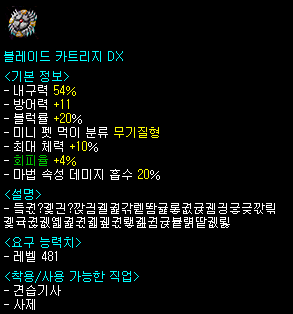 블레이드 카트리지 DX
<기본 정보>
- 내구력 54%
- 방어력 +11
- 블럭률 +20%
- 미니 펫 먹이 분류 무기질형
- 최대 체력 +10%
- 회피율 +4%
- 마법 속성 데미지 흡수 20%
<설명>
<요구 능력치>
- 레벨 481
<착용/사용 가능한 직업>
- 견습기사
- 사제